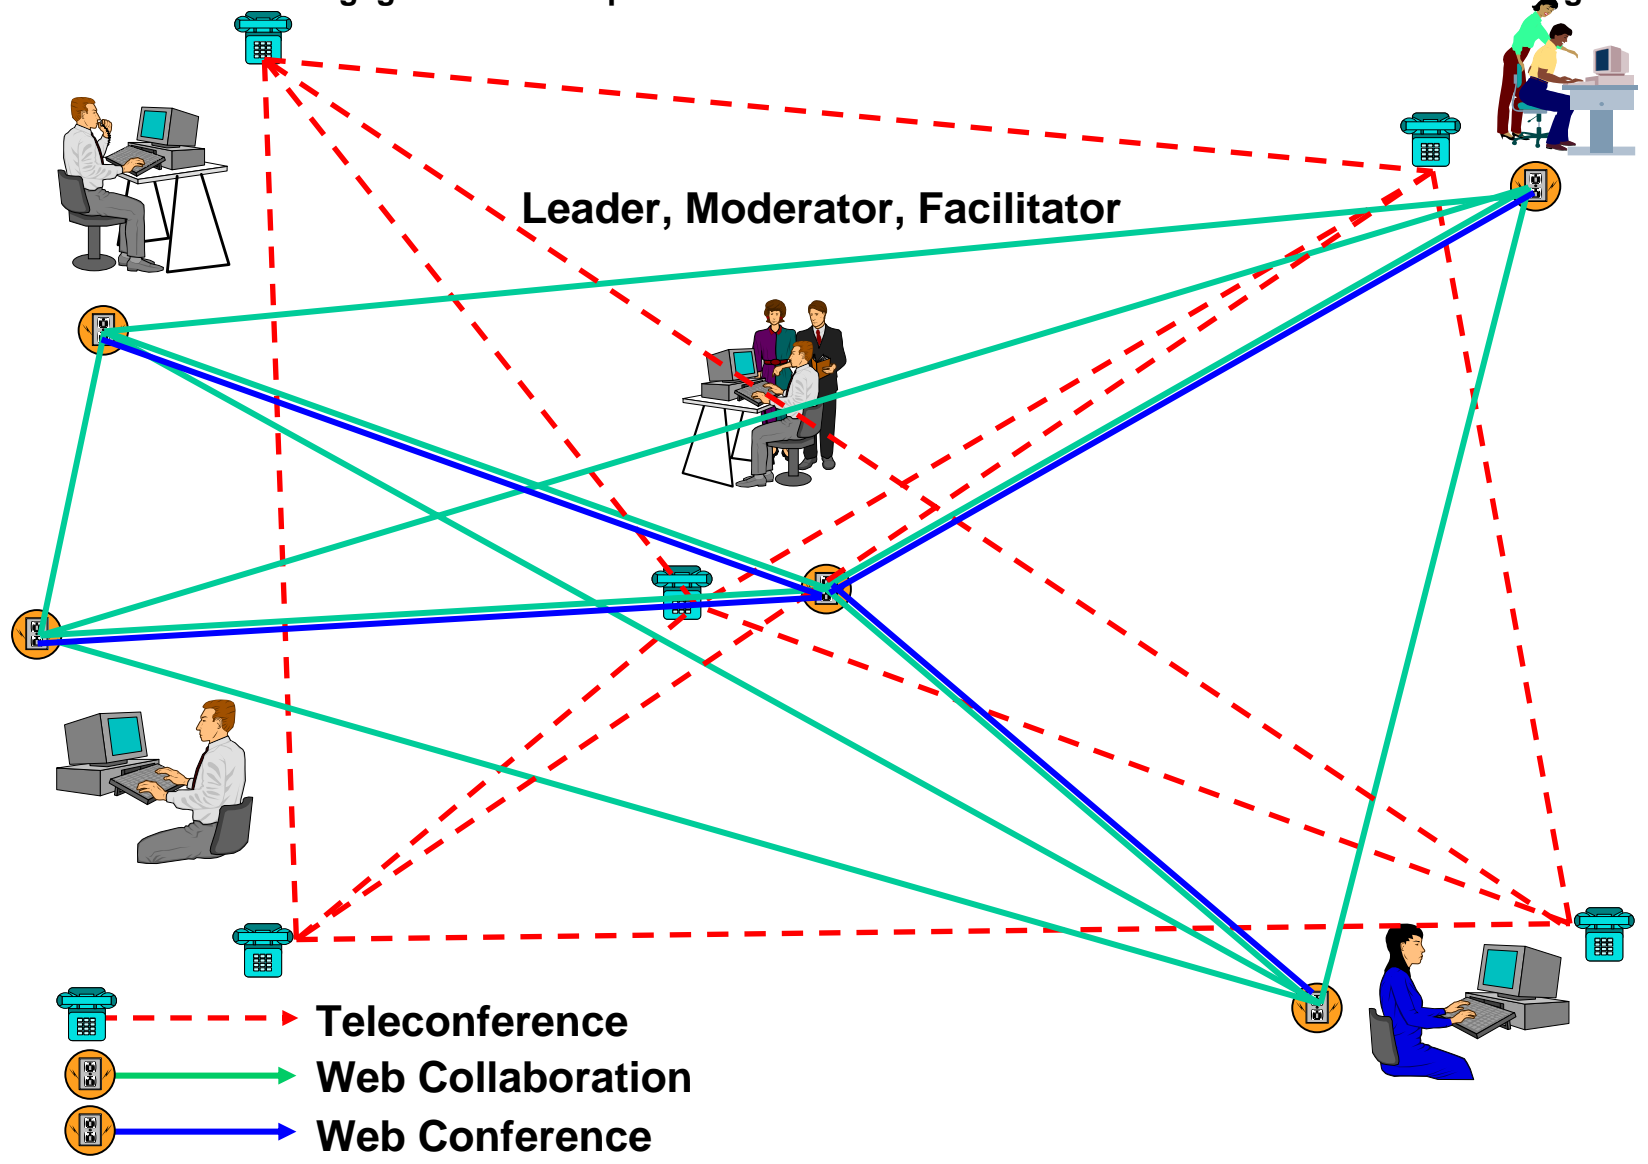 Leader, Moderator, Facilitator
Teleconference
Web Collaboration
Web Conference